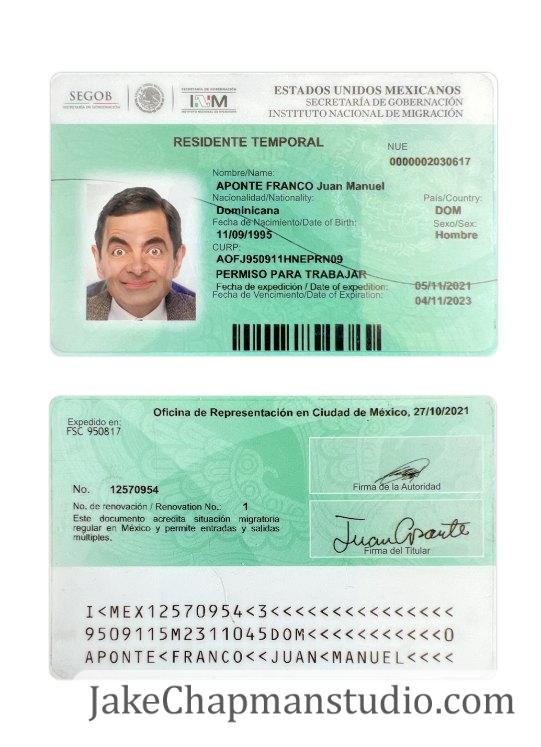 SEGOB
SECRETARÍA DE GOBERNACIÓN
SECRETARÍA DE GOBERNACIÓN
INM
INSTITUTO NACIONAL DE MIGRACIÓN
ESTADOS UNIDOS MEXICANOS
SECRETARÍA DE GOBERNACIÓN
INSTITUTO NACIONAL DE MIGRACIÓN
RESIDENTE TEMPORAL
NUE
0000002030617
Nombre/Name:
APONTE FRANCO Juan Manuel
Nacionalidad/Nationality:
País/Country:
Dominicana
DOM
Fecha de Nacimiento/Date of Birth:
Sexo/Sex:
11/09/1995
Hombre
CURP:
AOFJ950911HNEPRN09
PERMISO PARA TRABAJAR
Fecha de expedición / Date of expedition:
05/11/2021
Fecha de Vencimiento/Date of Expiration:
04/11/2023
Oficina de Representación en Ciudad de México, 27/10/2021
Expedido en:
FSC 950817
No. 12570954
Firma de la Autoridad
No. de renovación / Renovation No.: 1
Este documento acredita situación migratoria
regular en México y permite entradas y salidas
múltiples.
Juan Aponte
Firma del Titular
I<MEX12570954<3<<<<<<<<<<<<<<<
9509115M2311045DOM<<<<<<<<<<<0
APONTE<FRANCO<<JUAN<MANUEL<<<<
JakeChapmanstudio.com